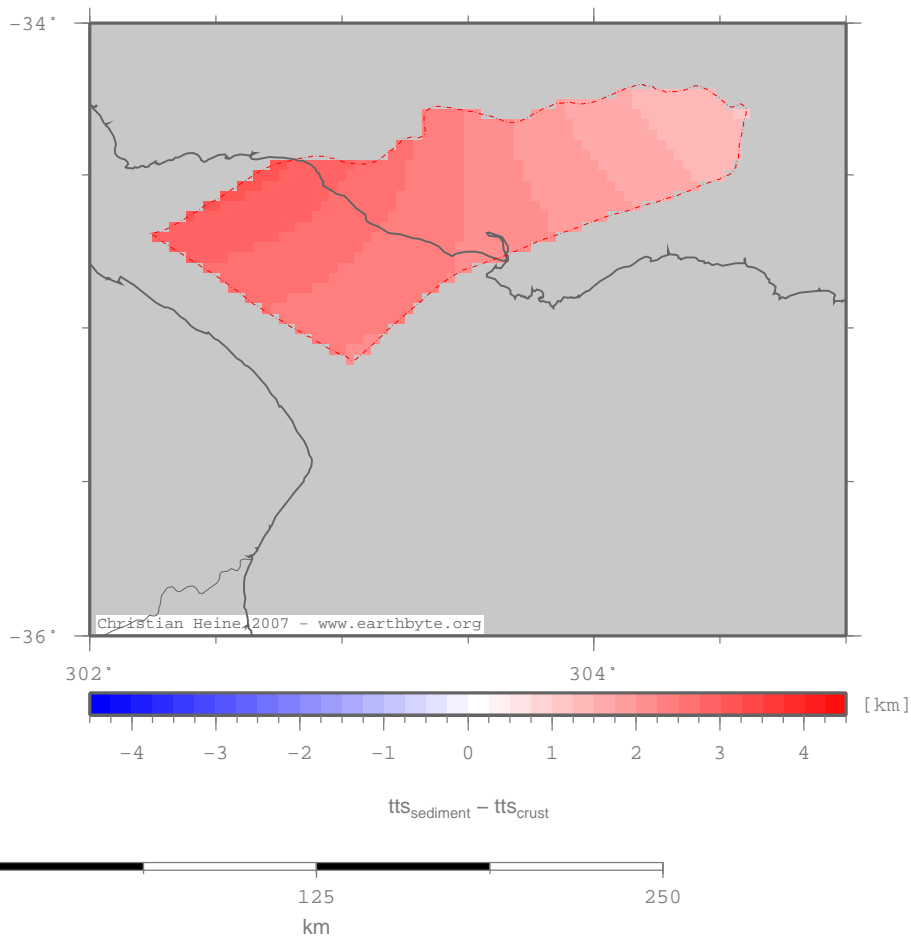 −34°
Christian Heine 2007 − www.earthbyte.org
−36°
302° 304°
[km]
−4 −3 −2 −1 0 1 2 3 4
tts_sediment − tts_crust
125 250
km